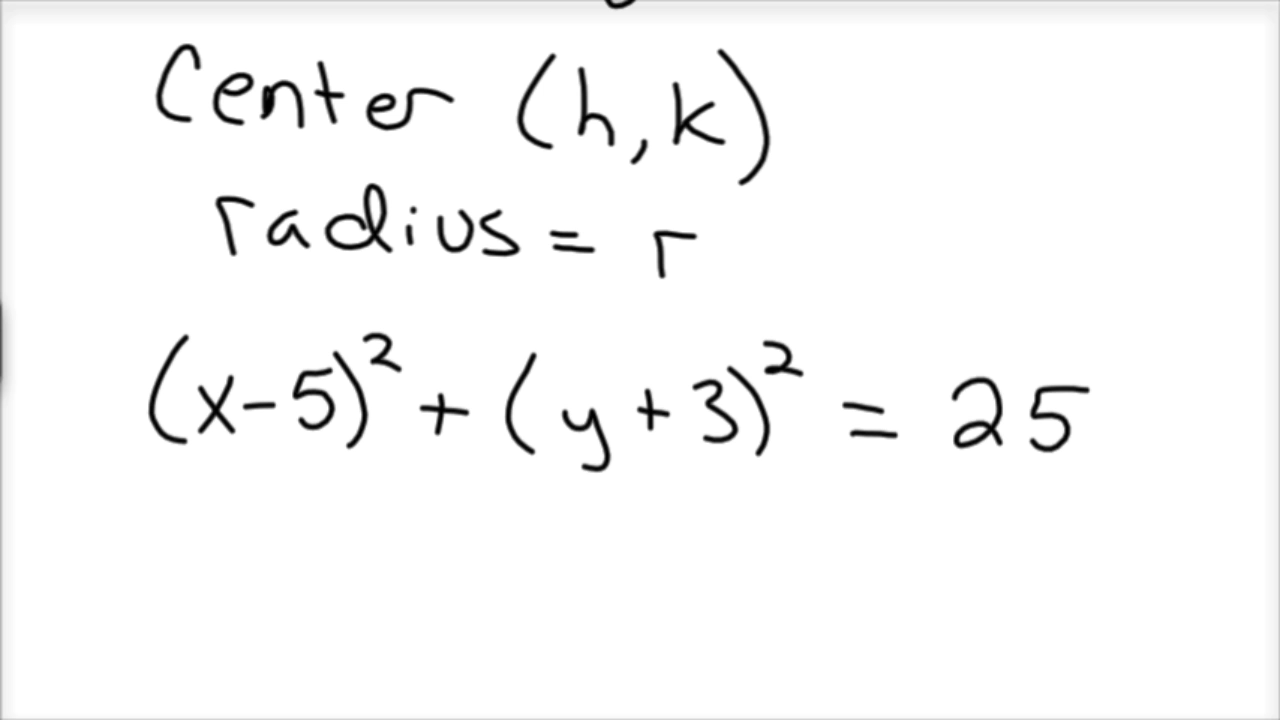 Center (h, k)
radius = r
(x-5)² + (y+3)² = 25